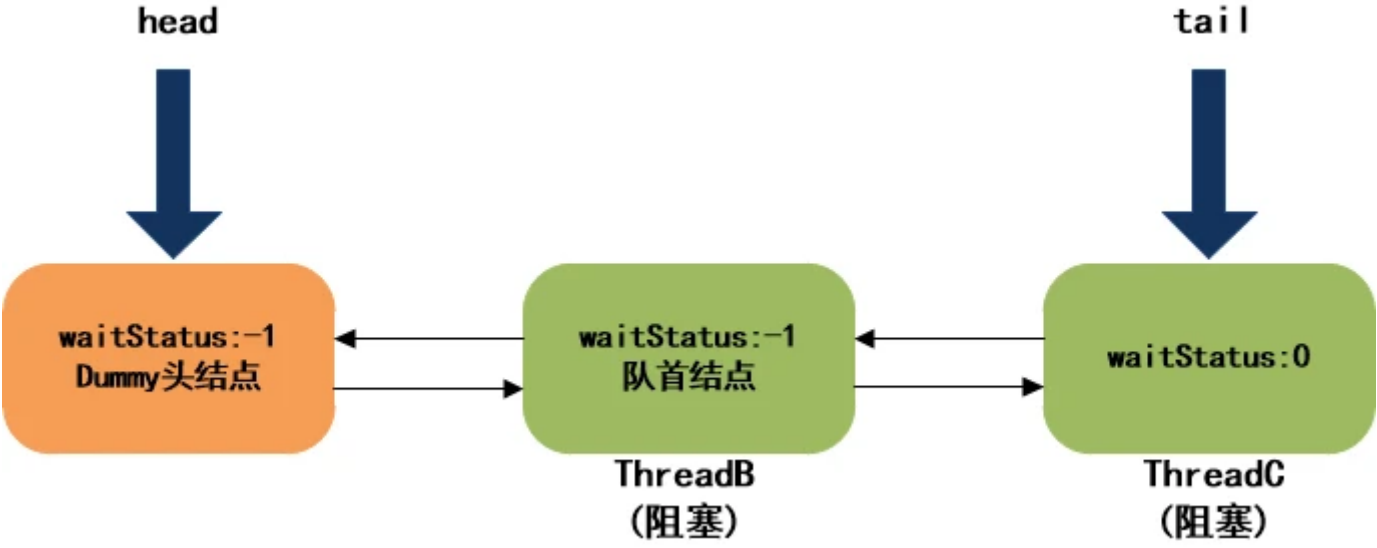 head
tail
waitStatus:-1
Dummy头结点
waitStatus:-1
队首结点
waitStatus:0
ThreadB
(阻塞)
ThreadC
(阻塞)